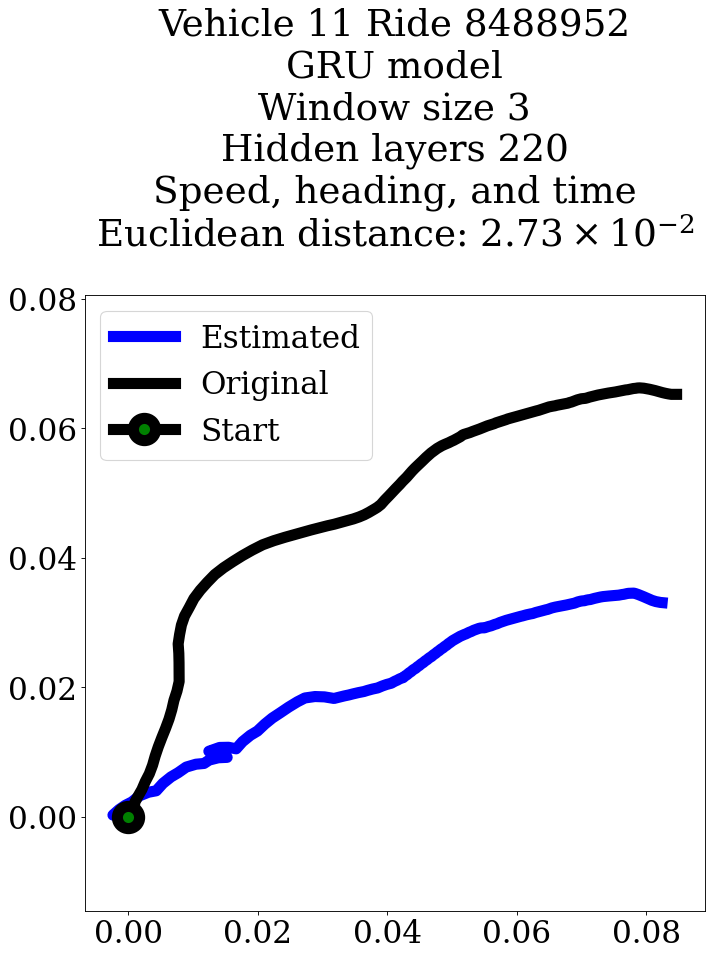 Vehicle 11 Ride 8488952
GRU model
Window size 3
Hidden layers 220
Speed, heading, and time
Euclidean distance: 2.73 × 10⁻²
0.08
Estimated
Original
0.06
Start
0.04
0.02
0.00
0.00 0.02 0.04 0.06 0.08